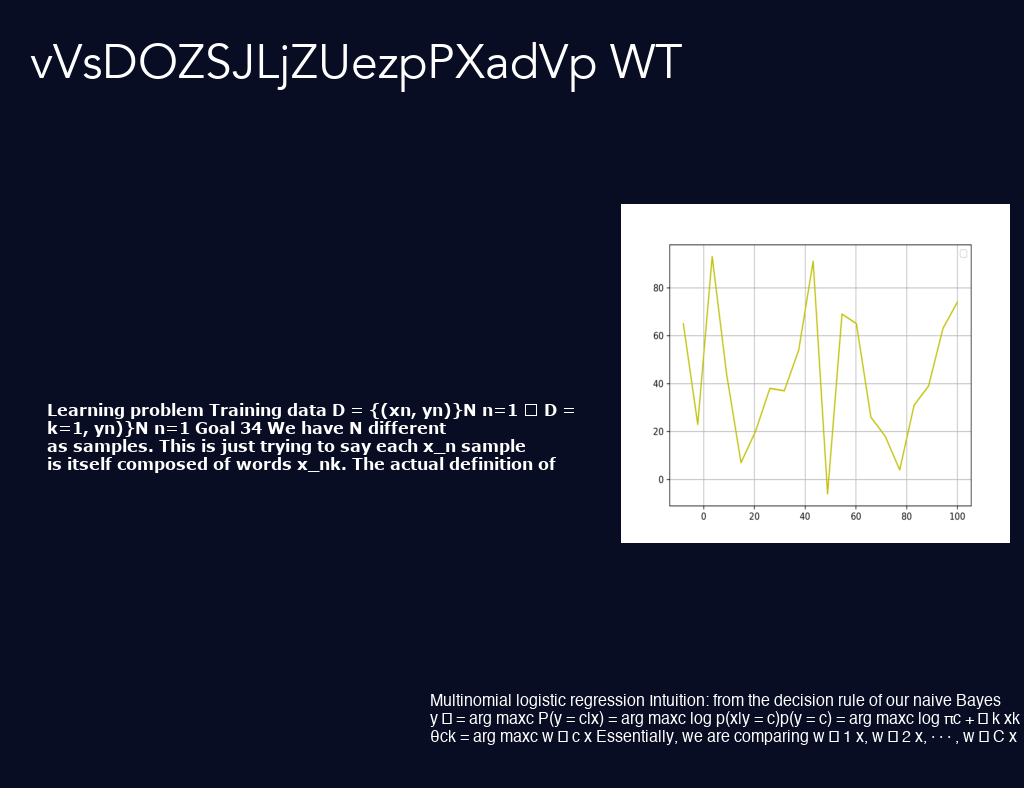 vVsDOZSJLjZUezpPXadVp WT
80
60
40
20
0
0 20 40 60 80 100
Learning problem Training data D = {(xn, yn)}N n=1 □ D =
k=1, yn)}N n=1 Goal 34 We have N different
as samples. This is just trying to say each x_n sample
is itself composed of words x_nk. The actual definition of
Multinomial logistic regression Intuition: from the decision rule of our naive Bayes
y □ = arg maxc P(y = c|x) = arg maxc log p(x|y = c)p(y = c) = arg maxc log πc + □ k xk
θck = arg maxc w □ c x Essentially, we are comparing w □ 1 x, w □ 2 x, · · · , w □ C x